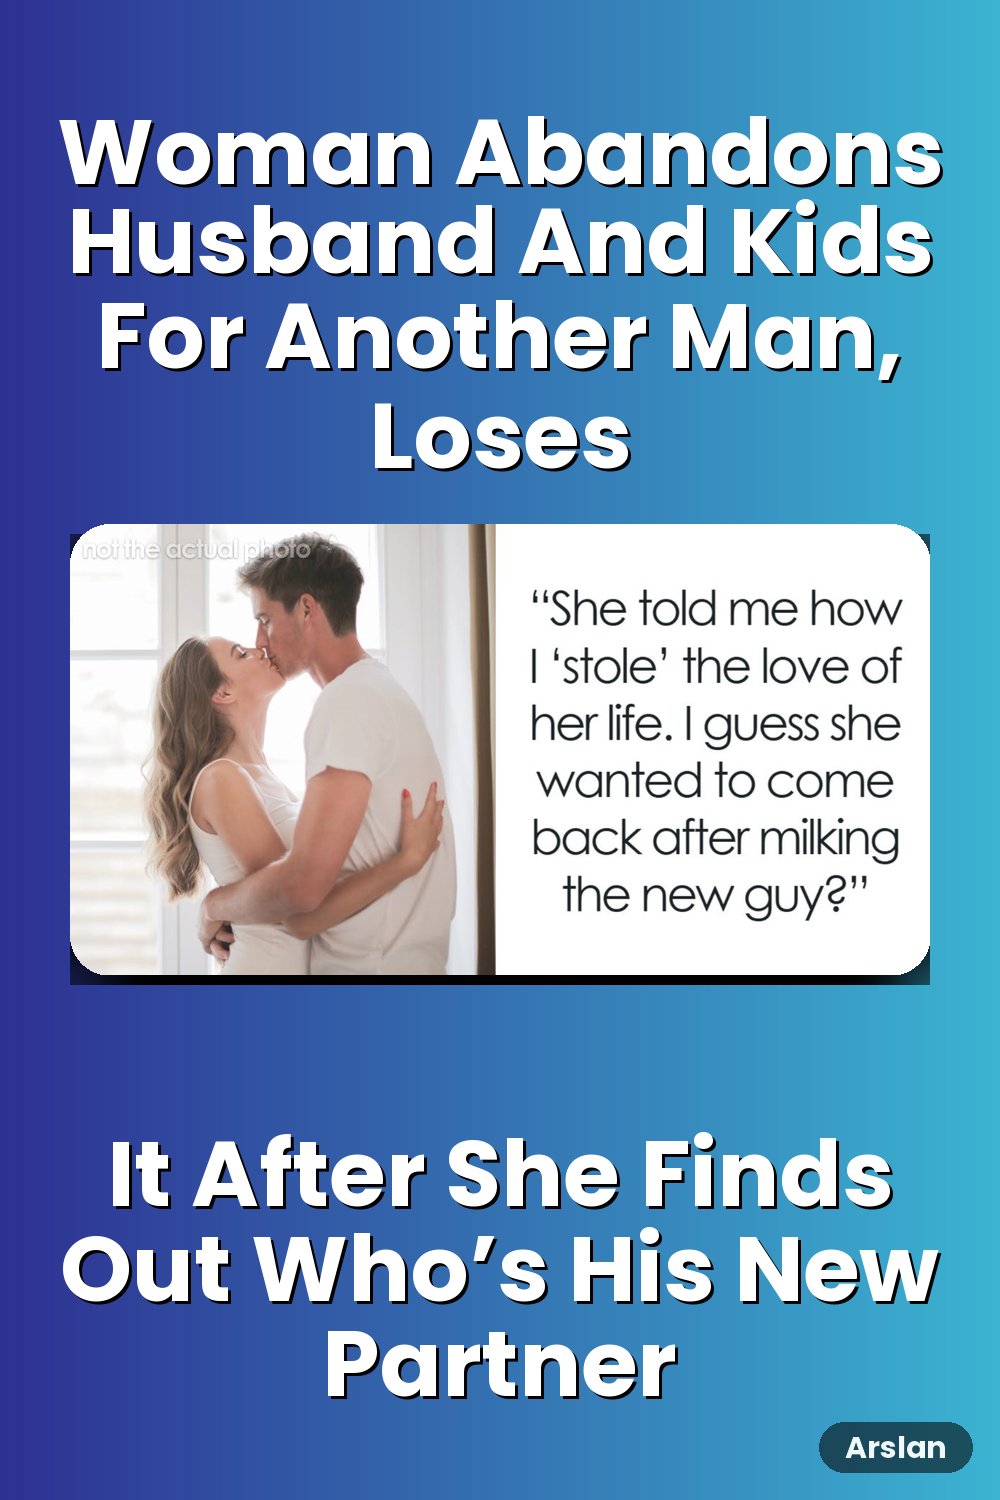 Woman Abandons
Husband And Kids
For Another Man,
Loses
not the actual photo
“She told me how
I ‘stole’ the love of
her life. I guess she
wanted to come
back after milking
the new guy?”
It After She Finds
Out Who’s His New
Partner
Arslan